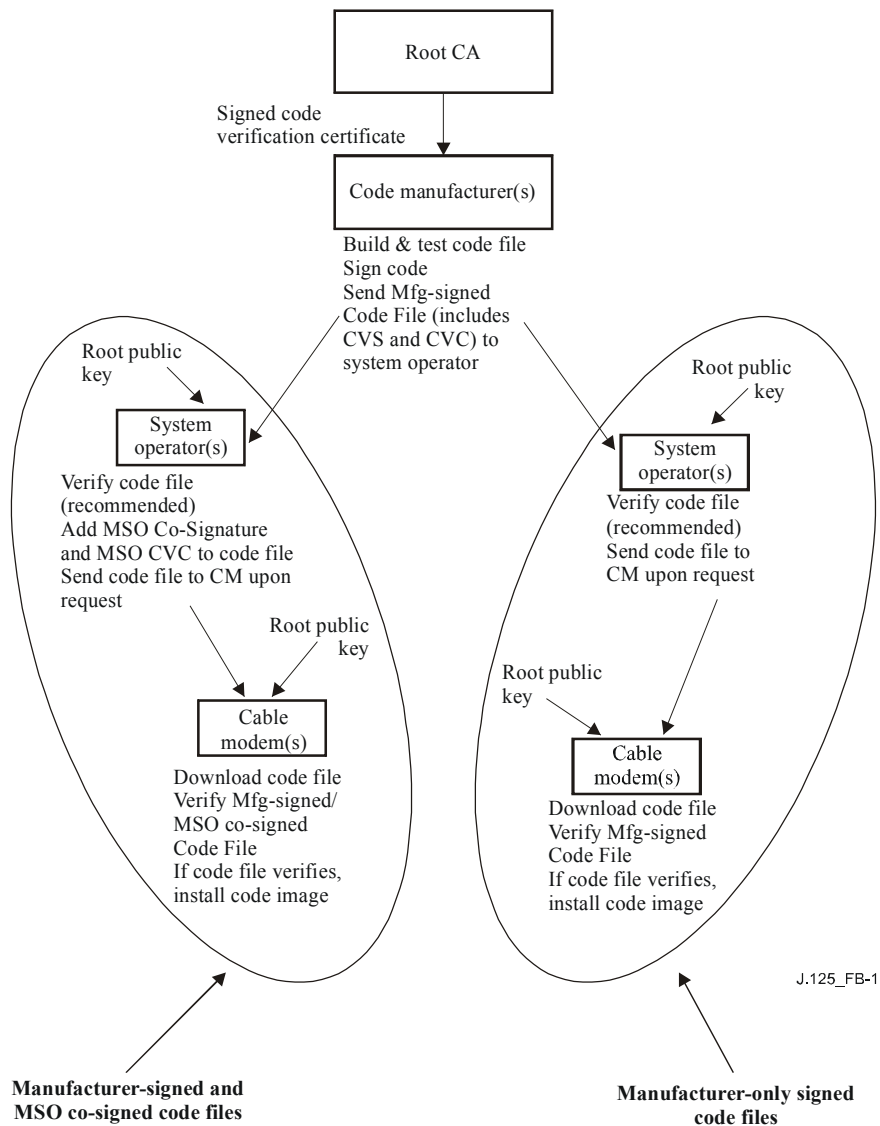 Root CA
Signed code
verification certificate
Code manufacturer(s)
Build & test code file
Sign code
Send Mfg-signed
Code File (includes
CVS and CVC) to
system operator
Root public
key
System
operator(s)
Verify code file
(recommended)
Add MSO Co-Signature
and MSO CVC to code file
Send code file to CM upon
request
Root public
key
Cable
modem(s)
Download code file
Verify Mfg-signed/
MSO co-signed
Code File
If code file verifies,
install code image
Root public
key
System
operator(s)
Verify code file
(recommended)
Send code file to
CM upon request
Root public
key
Cable
modem(s)
Download code file
Verify Mfg-signed
Code File
If code file verifies,
install code image
J.125_FB-1
Manufacturer-signed and
MSO co-signed code files
Manufacturer-only signed
code files